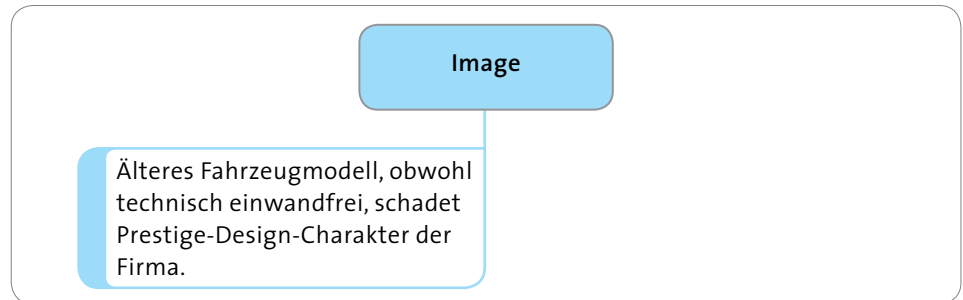 Image
Älteres Fahrzeugmodell, obwohl
technisch einwandfrei, schadet
Prestige-Design-Charakter der
Firma.